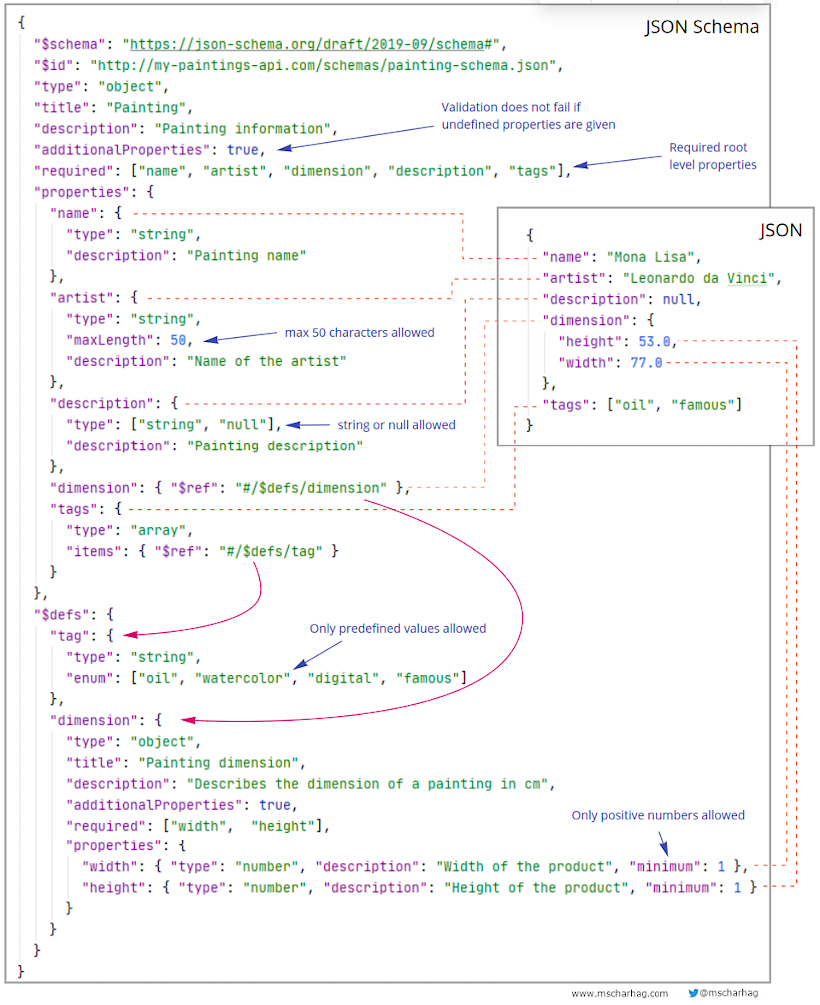 JSON Schema
{
"$schema": "https://json-schema.org/draft/2019-09/schema#",
"$id": "http://my-paintings-api.com/schemas/painting-schema.json",
"type": "object",
"title": "Painting",
"description": "Painting information",
"additionalProperties": true,
"required": ["name", "artist", "dimension", "description", "tags"],
"properties": {
"name": {
"type": "string",
"description": "Painting name"
},
"artist": {
"type": "string",
"maxLength": 50,
"description": "Name of the artist"
},
"description": {
"type": ["string", "null"],
"description": "Painting description"
},
"dimension": { "$ref": "#/$defs/dimension" },
"tags": {
"type": "array",
"items": { "$ref": "#/$defs/tag" }
}
},
"$defs": {
"tag": {
"type": "string",
"enum": ["oil", "watercolor", "digital", "famous"]
},
"dimension": {
"type": "object",
"title": "Painting dimension",
"description": "Describes the dimension of a painting in cm",
"additionalProperties": true,
"required": ["width",  "height"],
"properties": {
"width": { "type": "number", "description": "Width of the product", "minimum": 1 },
"height": { "type": "number", "description": "Height of the product", "minimum": 1 }
}
}
}
}
Validation does not fail if
undefined properties are given
Required root
level properties
max 50 characters allowed
string or null allowed
Only predefined values allowed
Only positive numbers allowed
JSON
{
"name": "Mona Lisa",
"artist": "Leonardo da Vinci",
"description": null,
"dimension": {
"height": 53.0,
"width": 77.0
},
"tags": ["oil", "famous"]
}
www.mscharhag.com
@mscharhag